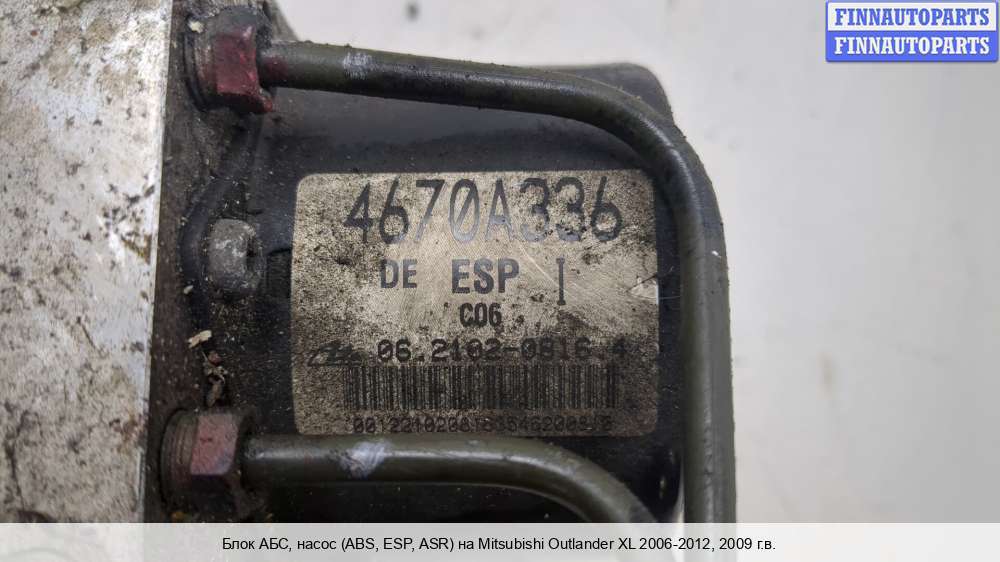 FINNAUTOPARTS
FINNAUTOPARTS
4670A336
DE ESP I
C06
06.2102-0816.4
Блок АБС, насос (ABS, ESP, ASR) на Mitsubishi Outlander XL 2006-2012, 2009 г.в.